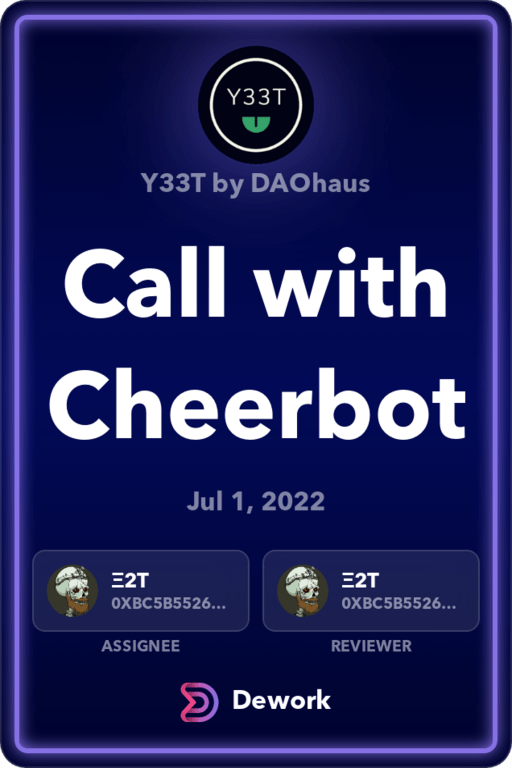 Y33T
Y33T by DAOhaus
Call with
Cheerbot
Jul 1, 2022
Ξ2T
0XBC5B5526...
Ξ2T
0XBC5B5526...
ASSIGNEE
REVIEWER
Dework